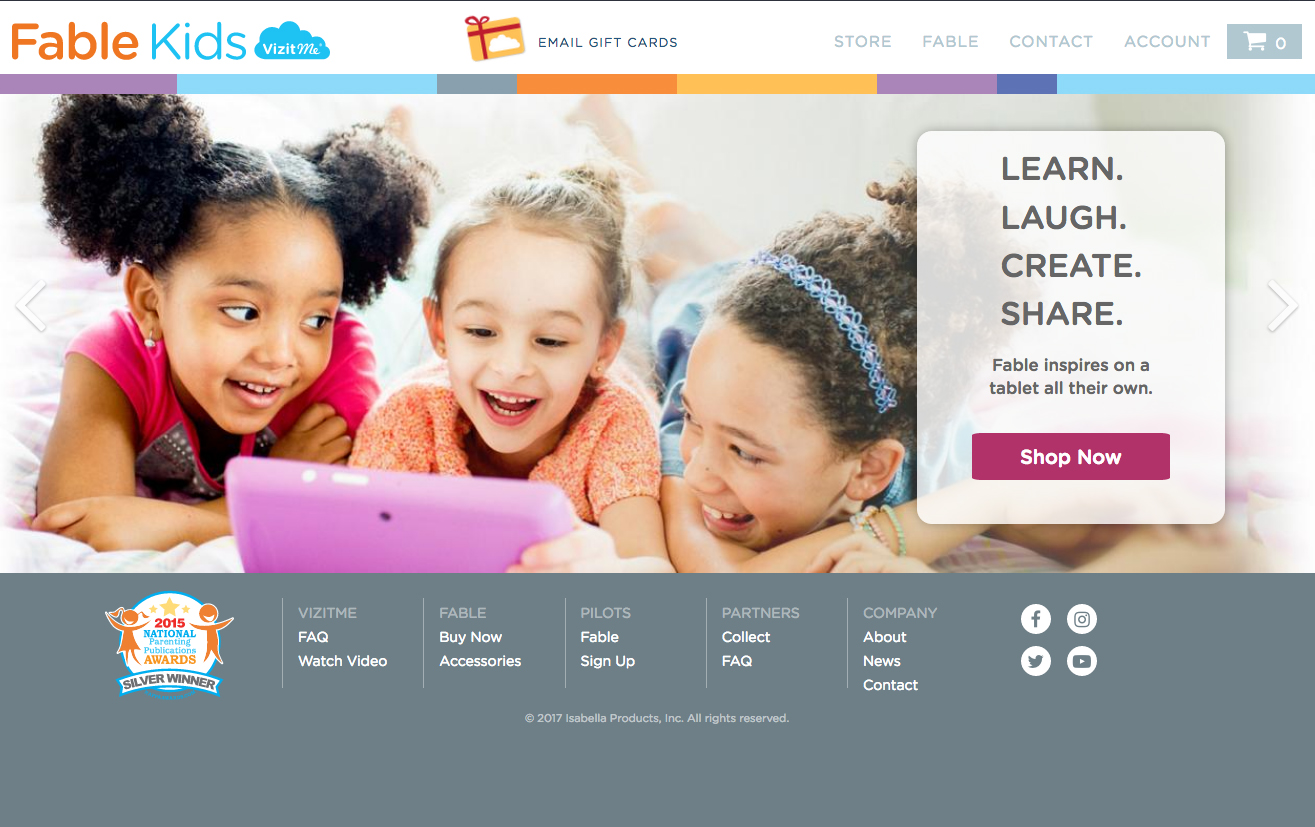 Fable Kids VizitMe
EMAIL GIFT CARDS
STORE FABLE CONTACT ACCOUNT 0
LEARN.
LAUGH.
CREATE.
SHARE.
Fable inspires on a
tablet all their own.
Shop Now
2015
NATIONAL
Parenting
Publications
AWARDS
SILVER WINNER
VIZITME
FAQ
Watch Video
FABLE
Buy Now
Accessories
PILOTS
Fable
Sign Up
PARTNERS
Collect
FAQ
COMPANY
About
News
Contact
© 2017 Isabella Products, Inc. All rights reserved.